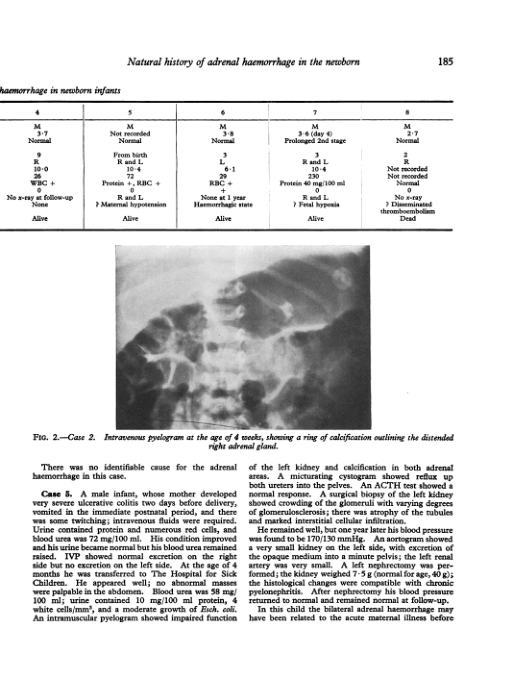 Natural history of adrenal haemorrhage in the newborn 185
haemorrhage in newborn infants
4 5 6 7 8
M M M M M
3·7 Not recorded 3·8 3·6 (day 4) 2·7
Normal Normal Normal Prolonged 2nd stage Normal
9 From birth 3 3 2
R R and L L R and L R
10·0 10·4 6·1 10·4 Not recorded
26 72 29 230 Not recorded
WBC + Protein +, RBC + RBC + Protein 40 mg/100 ml Normal
0 0 + 0 0
No x-ray at follow-up R and L None at 1 year R and L No x-ray
None ? Maternal hypotension Haemorrhagic state ? Fetal hypoxia ? Disseminated
thromboembolism
Alive Alive Alive Alive Dead
FIG. 2.—Case 2. Intravenous pyelogram at the age of 4 weeks, showing a ring of calcification outlining the distended
right adrenal gland.
There was no identifiable cause for the adrenal
haemorrhage in this case.
Case 5. A male infant, whose mother developed
very severe ulcerative colitis two days before delivery,
vomited in the immediate postnatal period, and there
was some twitching; intravenous fluids were required.
Urine contained protein and numerous red cells, and
blood urea was 72 mg/100 ml. His condition improved
and his urine became normal but his blood urea remained
raised. IVP showed normal excretion on the right
side but no excretion on the left side. At the age of 4
months he was transferred to The Hospital for Sick
Children. He appeared well; no abnormal masses
were palpable in the abdomen. Blood urea was 58 mg/
100 ml; urine contained 10 mg/100 ml protein, 4
white cells/mm³, and a moderate growth of Esch. coli.
An intramuscular pyelogram showed impaired function
of the left kidney and calcification in both adrenal
areas. A micturating cystogram showed reflux up
both ureters into the pelves. An ACTH test showed a
normal response. A surgical biopsy of the left kidney
showed crowding of the glomeruli with varying degrees
of glomerulosclerosis; there was atrophy of the tubules
and marked interstitial cellular infiltration.
He remained well, but one year later his blood pressure
was found to be 170/130 mmHg. An aortogram showed
a very small kidney on the left side, with excretion of
the opaque medium into a minute pelvis; the left renal
artery was very small. A left nephrectomy was per-
formed; the kidney weighed 7·5 g (normal for age, 40 g);
the histological changes were compatible with chronic
pyelonephritis. After nephrectomy his blood pressure
returned to normal and remained normal at follow-up.
In this child the bilateral adrenal haemorrhage may
have been related to the acute maternal illness before